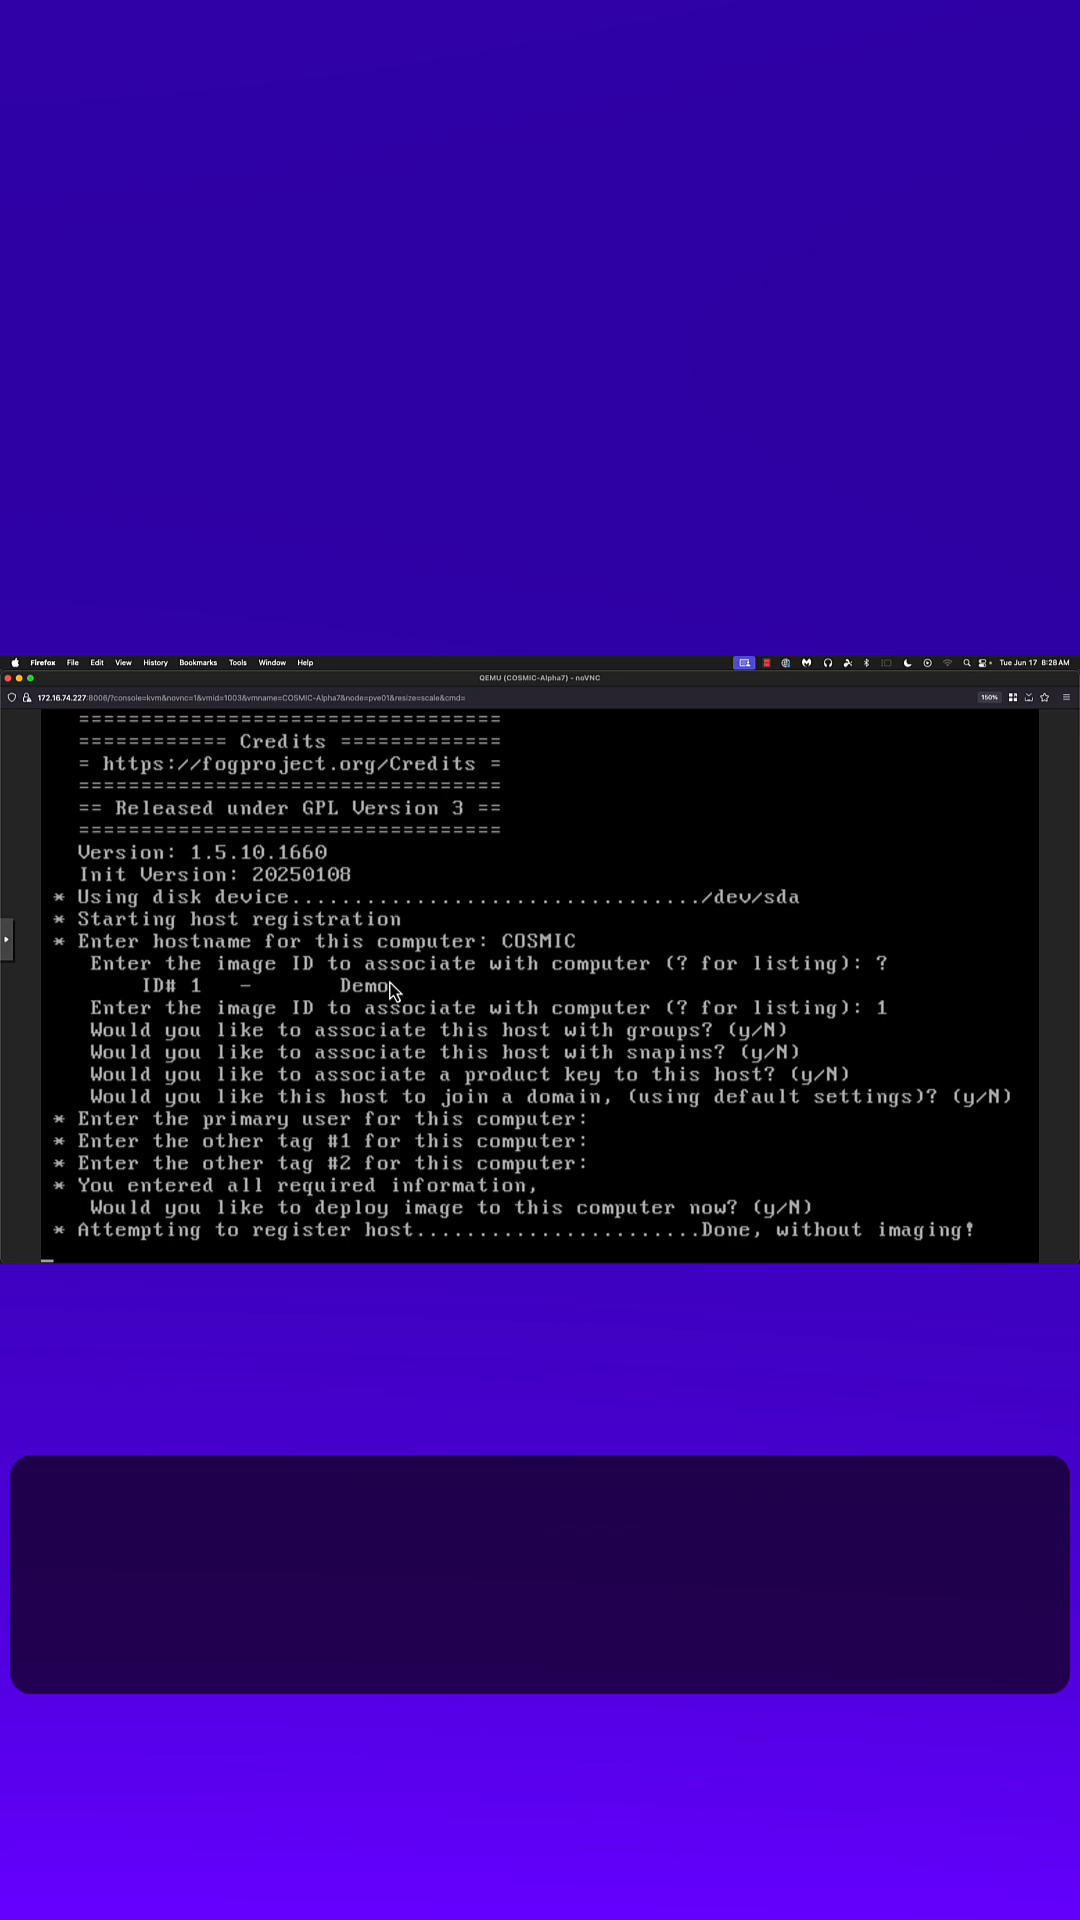 Firefox File Edit View History Bookmarks Tools Window Help Tue Jun 17 8:28 AM
QEMU (COSMIC-Alpha7) - noVNC
172.16.74.227:8006/?console=kvm&novnc=1&vmid=1003&vmname=COSMIC-Alpha7&node=pve01&resize=scale&cmd= 150%
==================================
============ Credits =============
= https://fogproject.org/Credits =
==================================
== Released under GPL Version 3 ==
==================================
Version: 1.5.10.1660
Init Version: 20250108
* Using disk device................................./dev/sda
* Starting host registration
* Enter hostname for this computer: COSMIC
Enter the image ID to associate with computer (? for listing): ?
ID# 1 - Demo
Enter the image ID to associate with computer (? for listing): 1
Would you like to associate this host with groups? (y/N)
Would you like to associate this host with snapins? (y/N)
Would you like to associate a product key to this host? (y/N)
Would you like this host to join a domain, (using default settings)? (y/N)
* Enter the primary user for this computer:
* Enter the other tag #1 for this computer:
* Enter the other tag #2 for this computer:
* You entered all required information,
Would you like to deploy image to this computer now? (y/N)
* Attempting to register host.......................Done, without imaging!